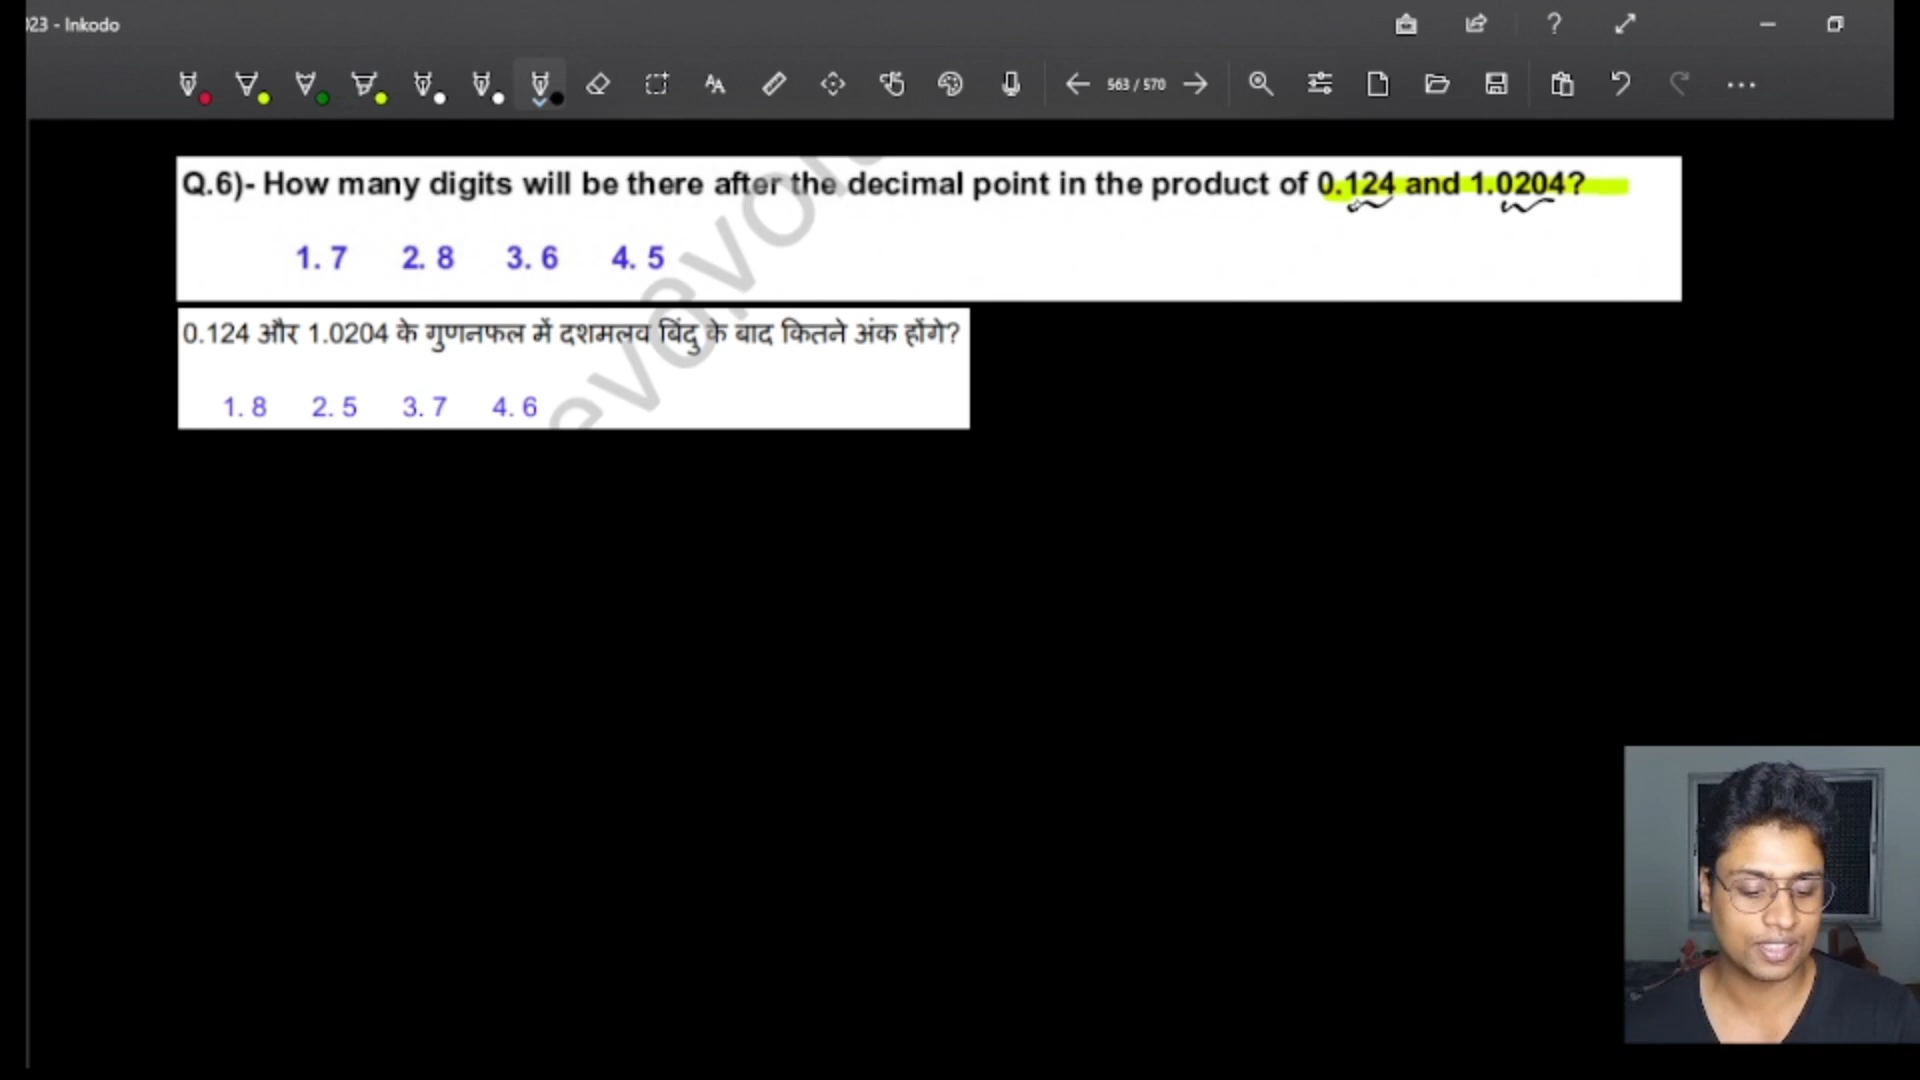 023 - Inkodo
563 / 570
Q.6)- How many digits will be there after the decimal point in the product of 0.124 and 1.0204?
1. 7 2. 8 3. 6 4. 5
0.124 और 1.0204 के गुणनफल में दशमलव बिंदु के बाद कितने अंक होंगे?
1. 8 2. 5 3. 7 4. 6